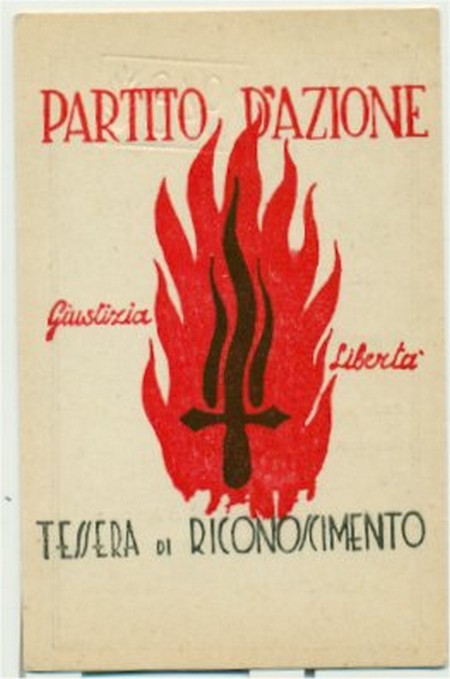 PARTITO D'AZIONE
Giustizia
Libertà
TESSERA DI RICONOSCIMENTO